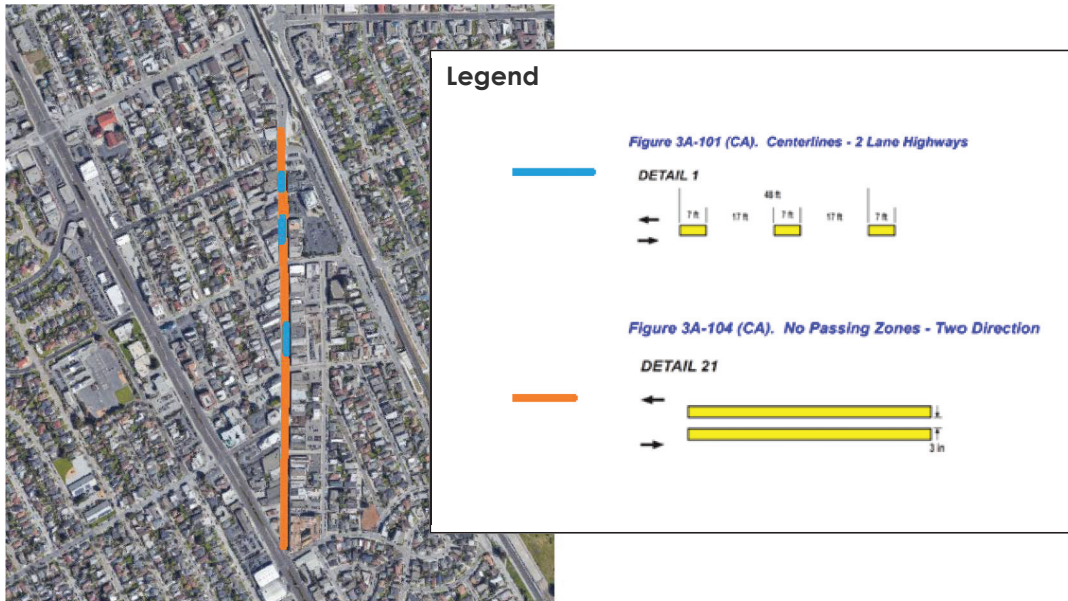 Legend
Figure 3A-101 (CA). Centerlines - 2 Lane Highways
DETAIL 1
48 ft
7 ft 17 ft 7 ft 17 ft 7 ft
Figure 3A-104 (CA). No Passing Zones - Two Direction
DETAIL 21
3 in